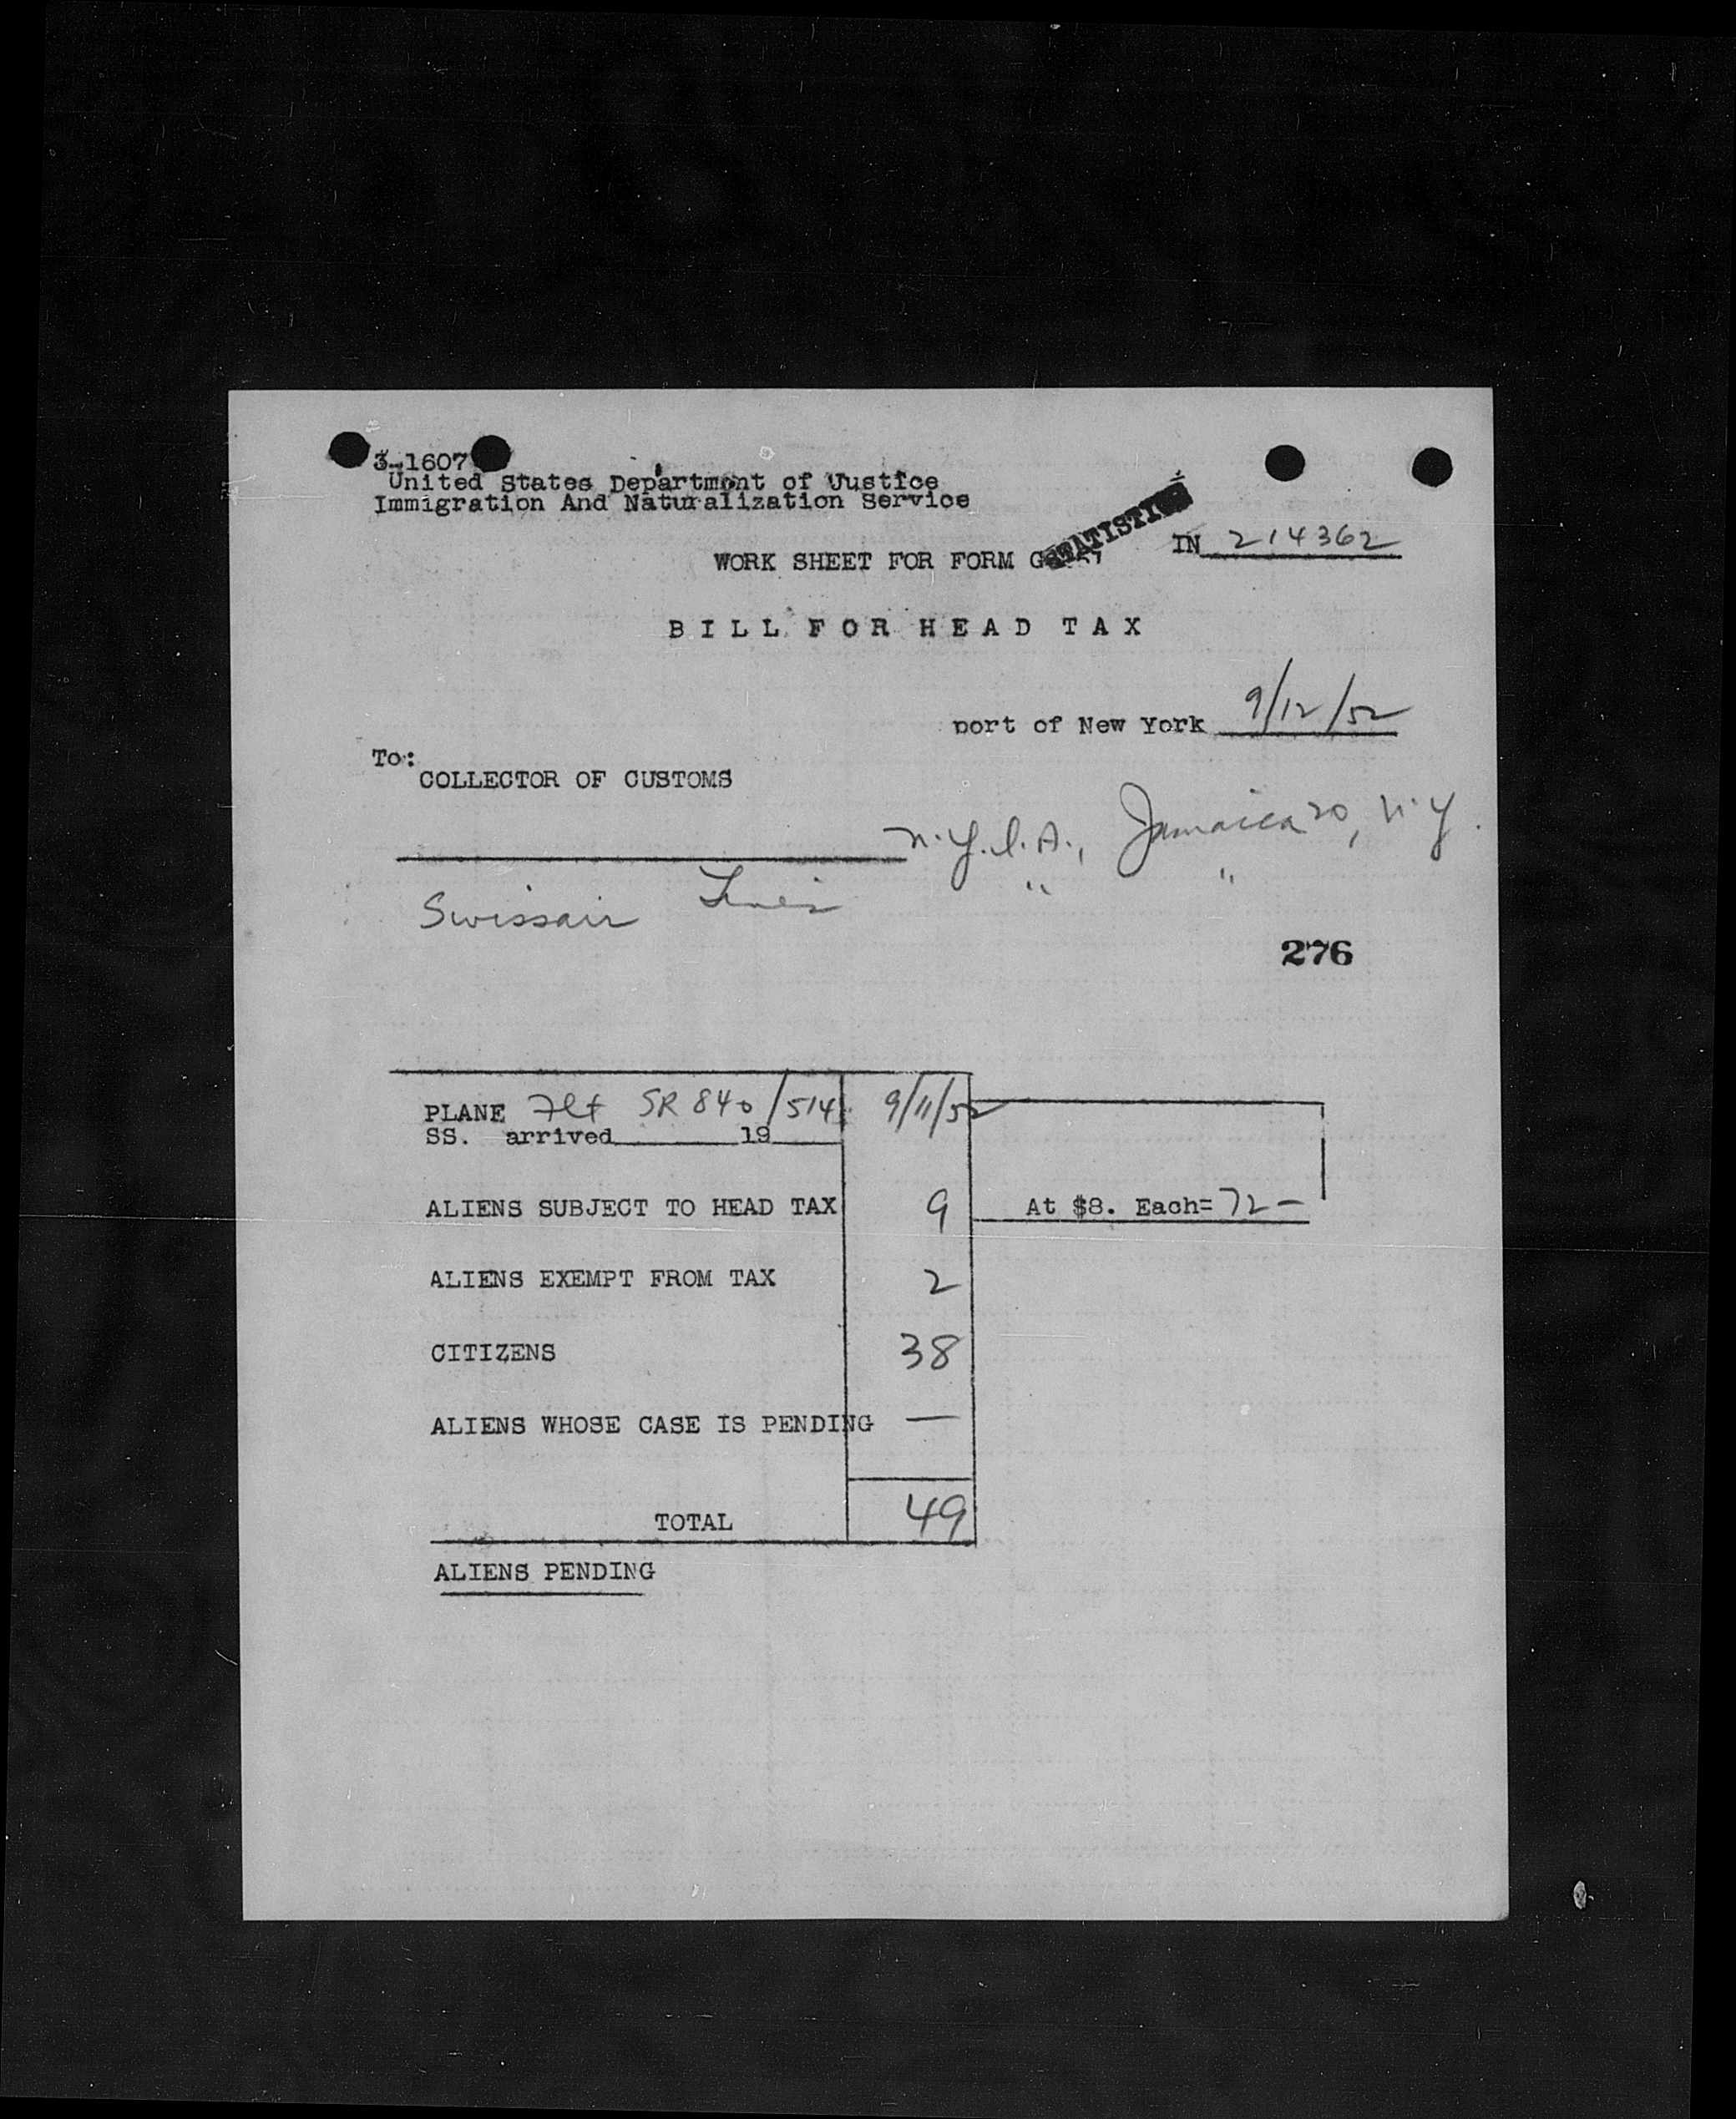 3-1607
United States Department of Justice
Immigration And Naturalization Service
STATISTICS
IN 214362
WORK SHEET FOR FORM
BILL FOR HEAD TAX
port of New York 9/12/52
To:
COLLECTOR OF CUSTOMS
N.Y.I.A., Jamaica 20, N.Y.
Swissair Lines " "
276
PLANE Flt SR 840/514 9/11/52
SS. arrived 19
ALIENS SUBJECT TO HEAD TAX 9 At $8. Each= 72 -
ALIENS EXEMPT FROM TAX 2
CITIZENS 38
ALIENS WHOSE CASE IS PENDING —
TOTAL 49
ALIENS PENDING